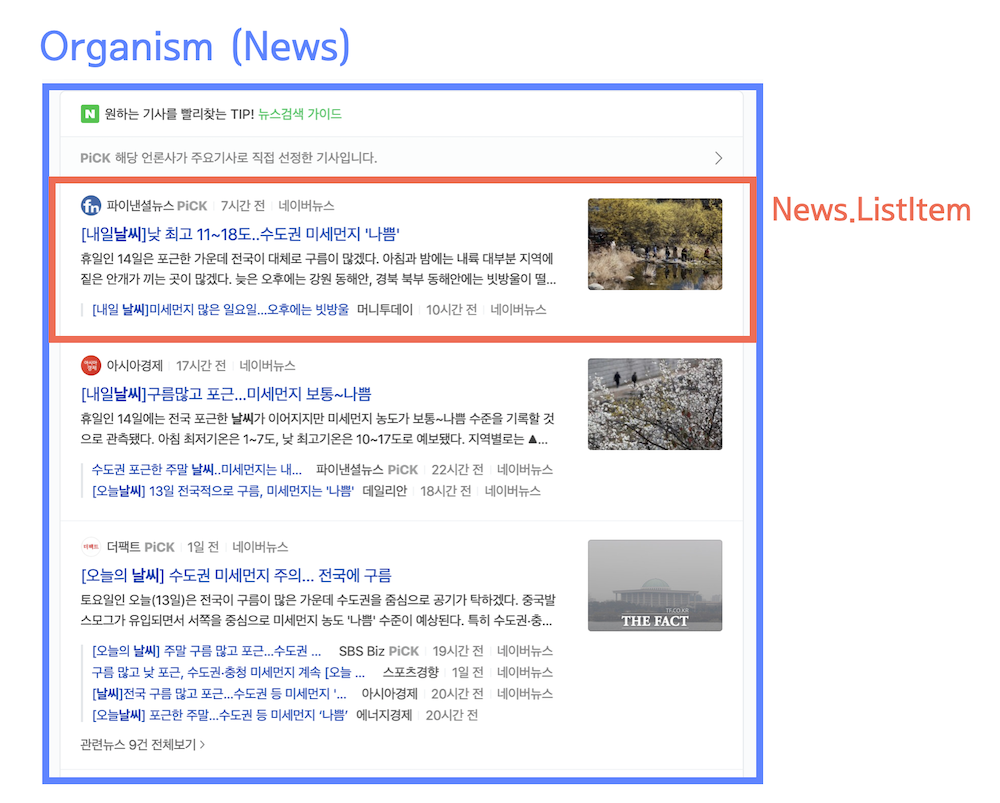 Organism (News)
N 원하는 기사를 빨리찾는 TIP! 뉴스검색 가이드
PiCK 해당 언론사가 주요기사로 직접 선정한 기사입니다.
News.ListItem
fn 파이낸셜뉴스 PiCK 7시간 전 네이버뉴스
[내일날씨]낮 최고 11~18도..수도권 미세먼지 '나쁨'
휴일인 14일은 포근한 가운데 전국이 대체로 구름이 많겠다. 아침과 밤에는 내륙 대부분 지역에
짙은 안개가 끼는 곳이 많겠다. 늦은 오후에는 강원 동해안, 경북 북부 동해안에는 빗방울이 떨...
[내일 날씨]미세먼지 많은 일요일...오후에는 빗방울 머니투데이 10시간 전 네이버뉴스
아시아 경제 아시아경제 17시간 전 네이버뉴스
[내일날씨]구름많고 포근...미세먼지 보통~나쁨
휴일인 14일에는 전국 포근한 날씨가 이어지지만 미세먼지 농도가 보통~나쁨 수준을 기록할 것
으로 관측됐다. 아침 최저기온은 1~7도, 낮 최고기온은 10~17도로 예보됐다. 지역별로는 ▲...
수도권 포근한 주말 날씨..미세먼지는 내... 파이낸셜뉴스 PiCK 22시간 전 네이버뉴스
[오늘날씨] 13일 전국적으로 구름, 미세먼지는 '나쁨' 데일리안 18시간 전 네이버뉴스
더팩트 더팩트 PiCK 1일 전 네이버뉴스
[오늘의 날씨] 수도권 미세먼지 주의... 전국에 구름
토요일인 오늘(13일)은 전국이 구름이 많은 가운데 수도권을 중심으로 공기가 탁하겠다. 중국발
스모그가 유입되면서 서쪽을 중심으로 미세먼지 농도 '나쁨' 수준이 예상된다. 특히 수도권·충...
TF.CO.KR
THE FACT
[오늘의 날씨] 주말 구름 많고 포근...수도권 ... SBS Biz PiCK 19시간 전 네이버뉴스
구름 많고 낮 포근, 수도권·충청 미세먼지 계속 [오늘 ... 스포츠경향 1일 전 네이버뉴스
[날씨]전국 구름 많고 포근...수도권 등 미세먼지 '... 아시아경제 20시간 전 네이버뉴스
[오늘날씨] 포근한 주말...수도권 등 미세먼지 ‘나쁨’ 에너지경제 20시간 전
관련뉴스 9건 전체보기 >